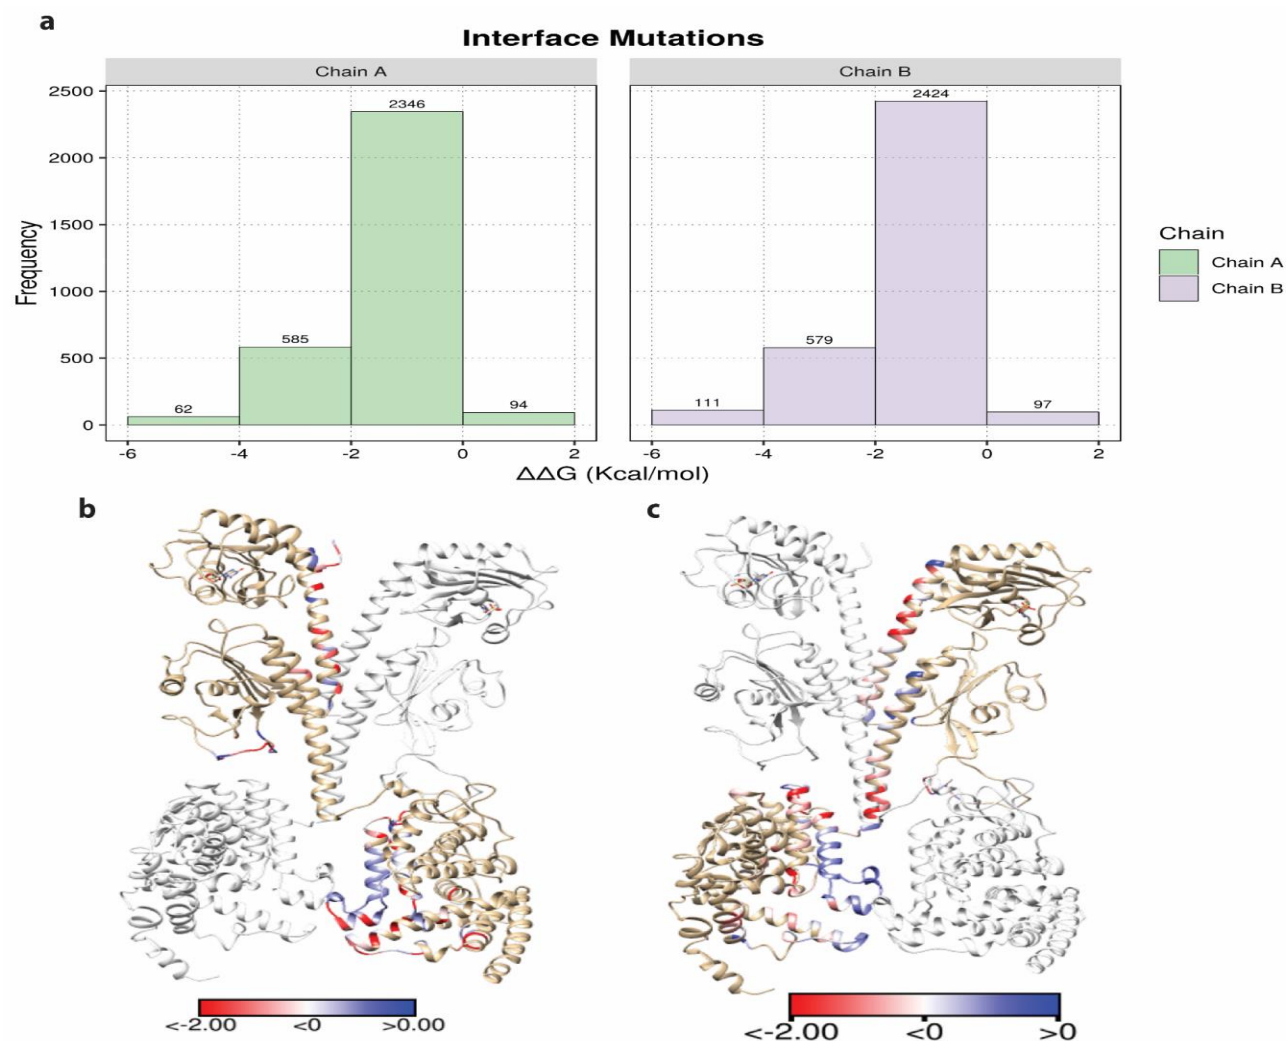 a
Interface Mutations
Chain A
Chain B
2500
2000
1500
1000
500
0
Frequency
62
585
2346
94
111
579
2424
97
-6 -4 -2 0 2
-6 -4 -2 0 2
ΔΔG (Kcal/mol)
Chain
Chain A
Chain B
b
c
<-2.00 <0 >0.00
<-2.00 <0 >0